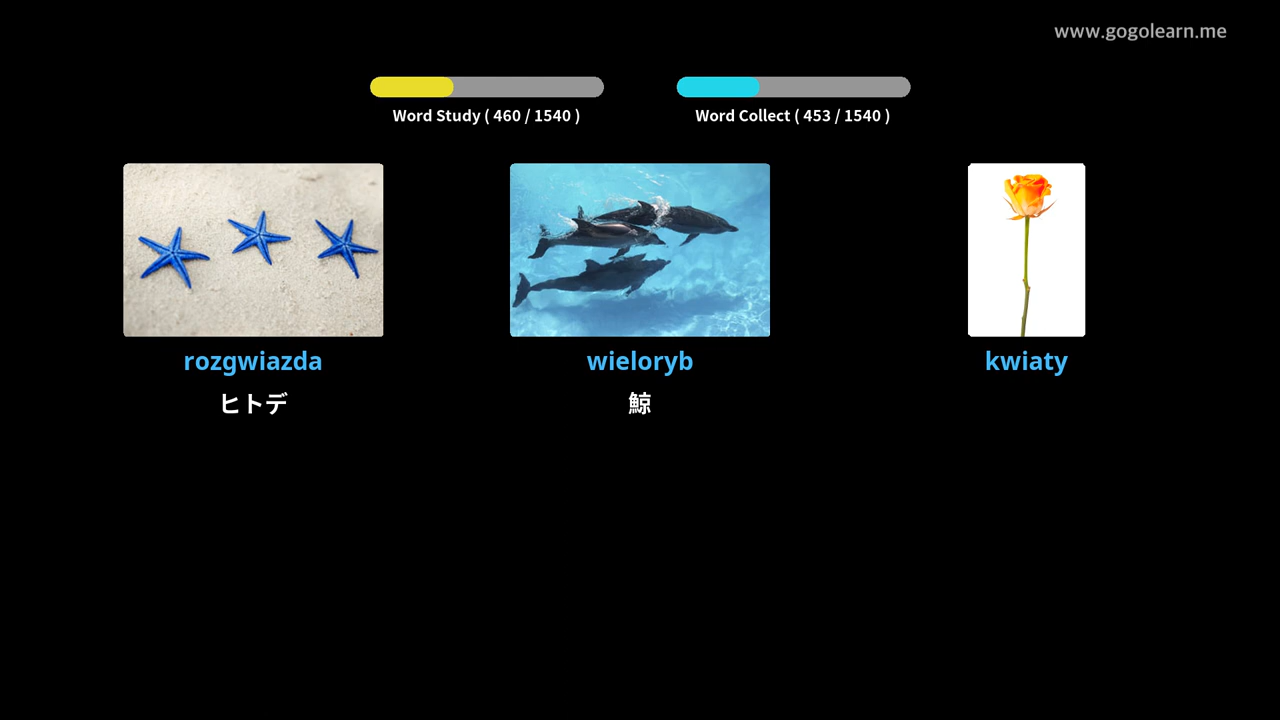 www.gogolearn.me
Word Study ( 460 / 1540 )
Word Collect ( 453 / 1540 )
rozgwiazda
wieloryb
kwiaty
ヒトデ
鯨